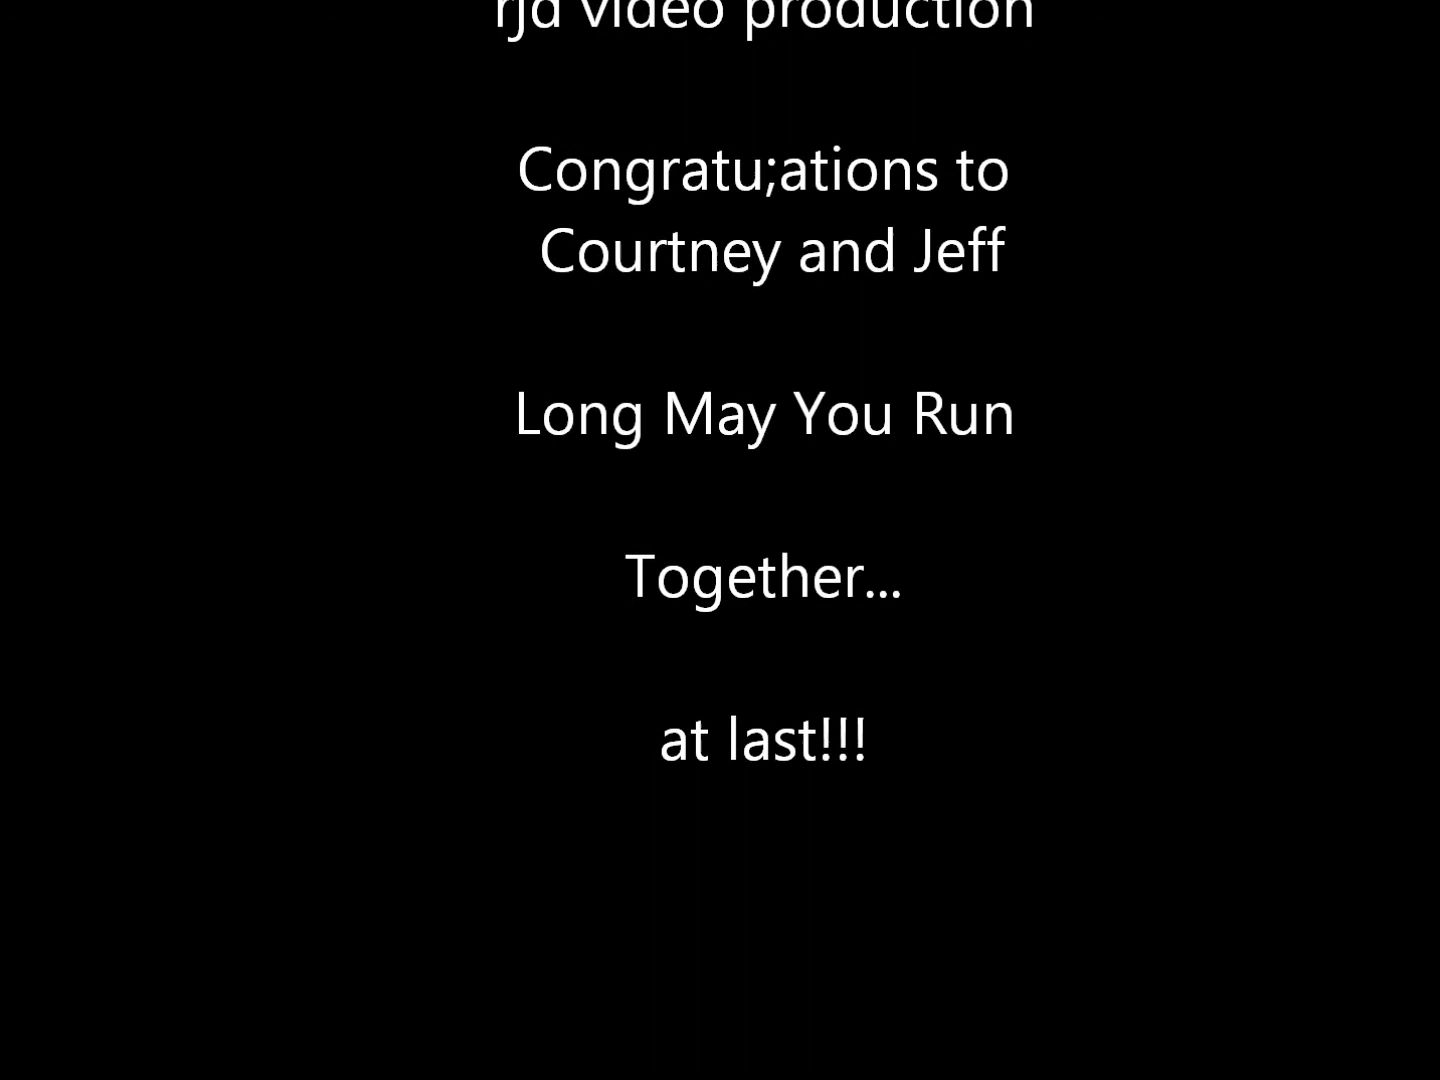 rjd video production
Congratu;ations to
Courtney and Jeff
Long May You Run
Together...
at last!!!